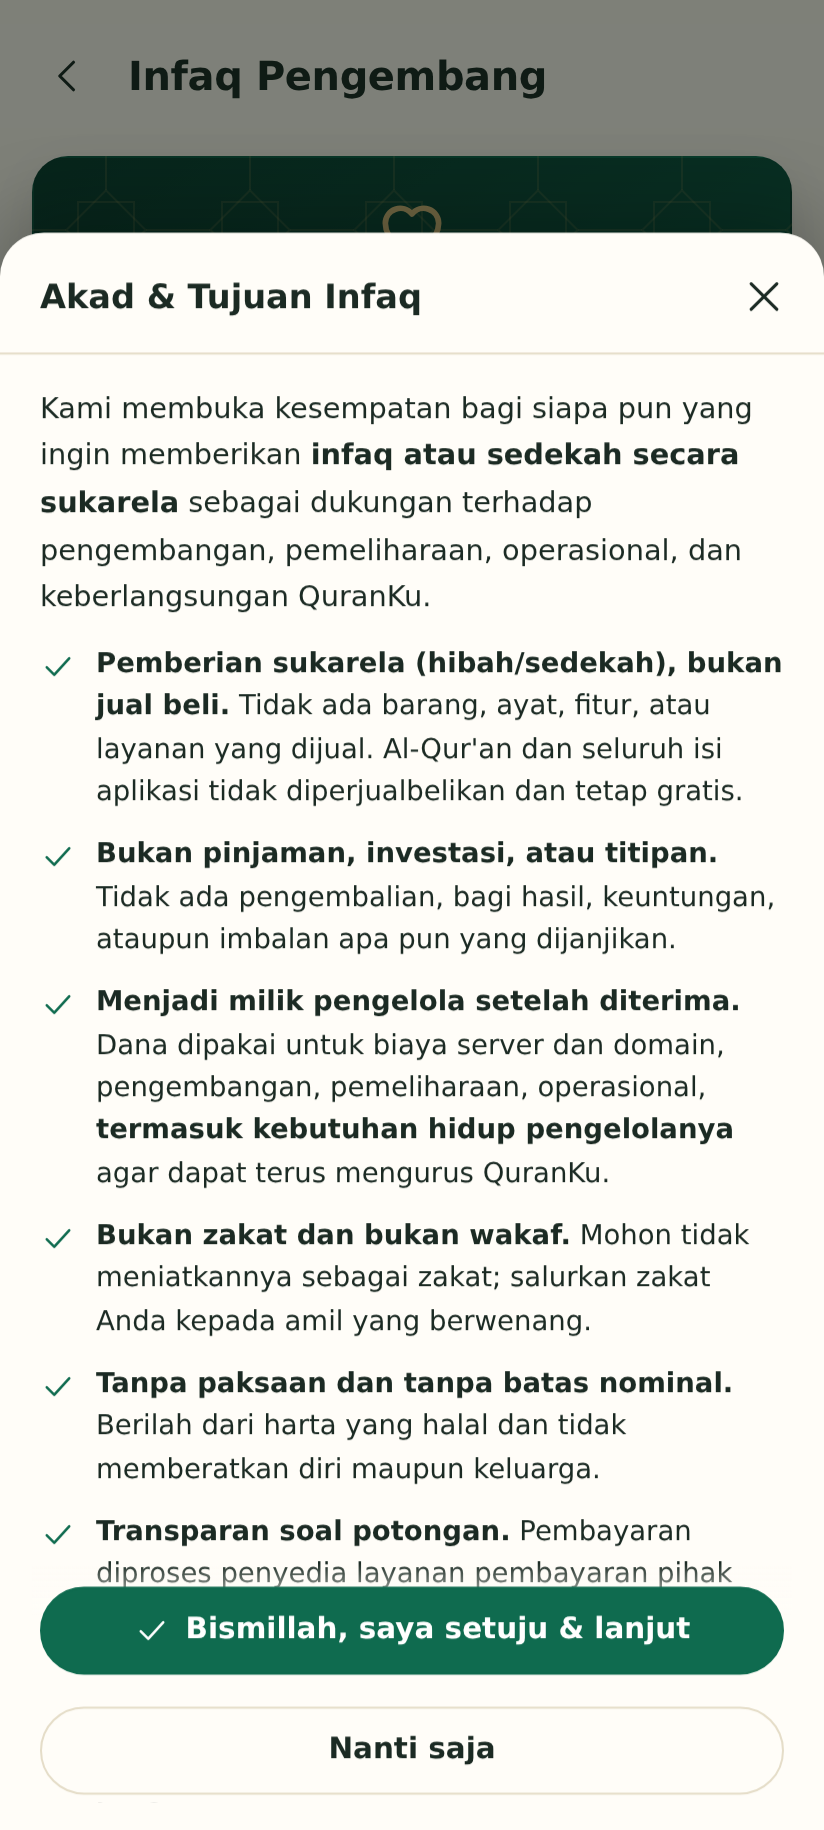 Infaq Pengembang
Akad & Tujuan Infaq
Kami membuka kesempatan bagi siapa pun yang
ingin memberikan infaq atau sedekah secara
sukarela sebagai dukungan terhadap
pengembangan, pemeliharaan, operasional, dan
keberlangsungan QuranKu.
Pemberian sukarela (hibah/sedekah), bukan
jual beli. Tidak ada barang, ayat, fitur, atau
layanan yang dijual. Al-Qur'an dan seluruh isi
aplikasi tidak diperjualbelikan dan tetap gratis.
Bukan pinjaman, investasi, atau titipan.
Tidak ada pengembalian, bagi hasil, keuntungan,
ataupun imbalan apa pun yang dijanjikan.
Menjadi milik pengelola setelah diterima.
Dana dipakai untuk biaya server dan domain,
pengembangan, pemeliharaan, operasional,
termasuk kebutuhan hidup pengelolanya
agar dapat terus mengurus QuranKu.
Bukan zakat dan bukan wakaf. Mohon tidak
meniatkannya sebagai zakat; salurkan zakat
Anda kepada amil yang berwenang.
Tanpa paksaan dan tanpa batas nominal.
Berilah dari harta yang halal dan tidak
memberatkan diri maupun keluarga.
Transparan soal potongan. Pembayaran
diproses penyedia layanan pembayaran pihak
Bismillah, saya setuju & lanjut
Nanti saja